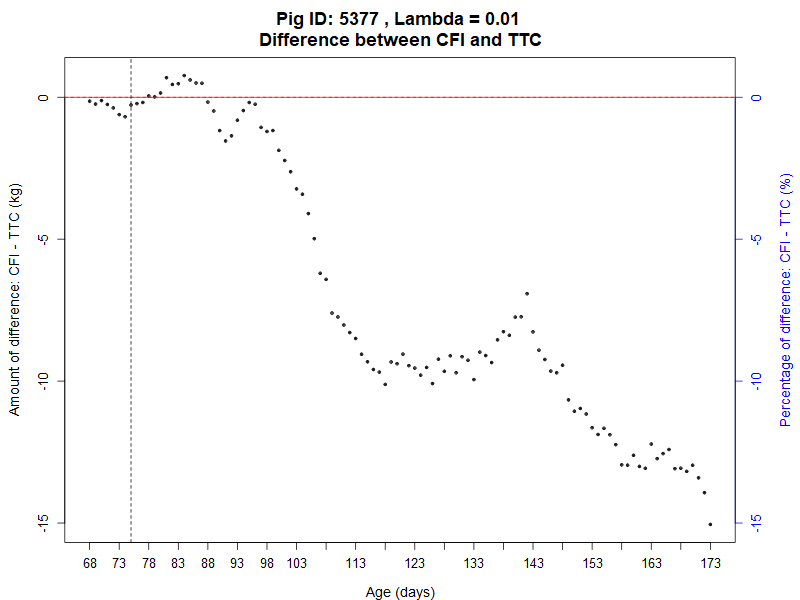 Pig ID: 5377 , Lambda = 0.01
Difference between CFI and TTC
Amount of difference: CFI - TTC (kg)
0
-5
-10
-15
0
-5
-10
-15
Percentage of difference: CFI - TTC (%)
68 73 78 83 88 93 98 103 113 123 133 143 153 163 173
Age (days)